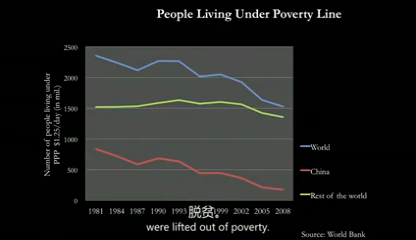 People Living Under Poverty Line
Number of people living under
PPP $1.25/day (in mil.)
2500
2000
1500
1000
500
0
1981 1984 1987 1990 1993 1999 2002 2005 2008
World
China
Rest of the world
脱贫。
were lifted out of poverty.
Source: World Bank